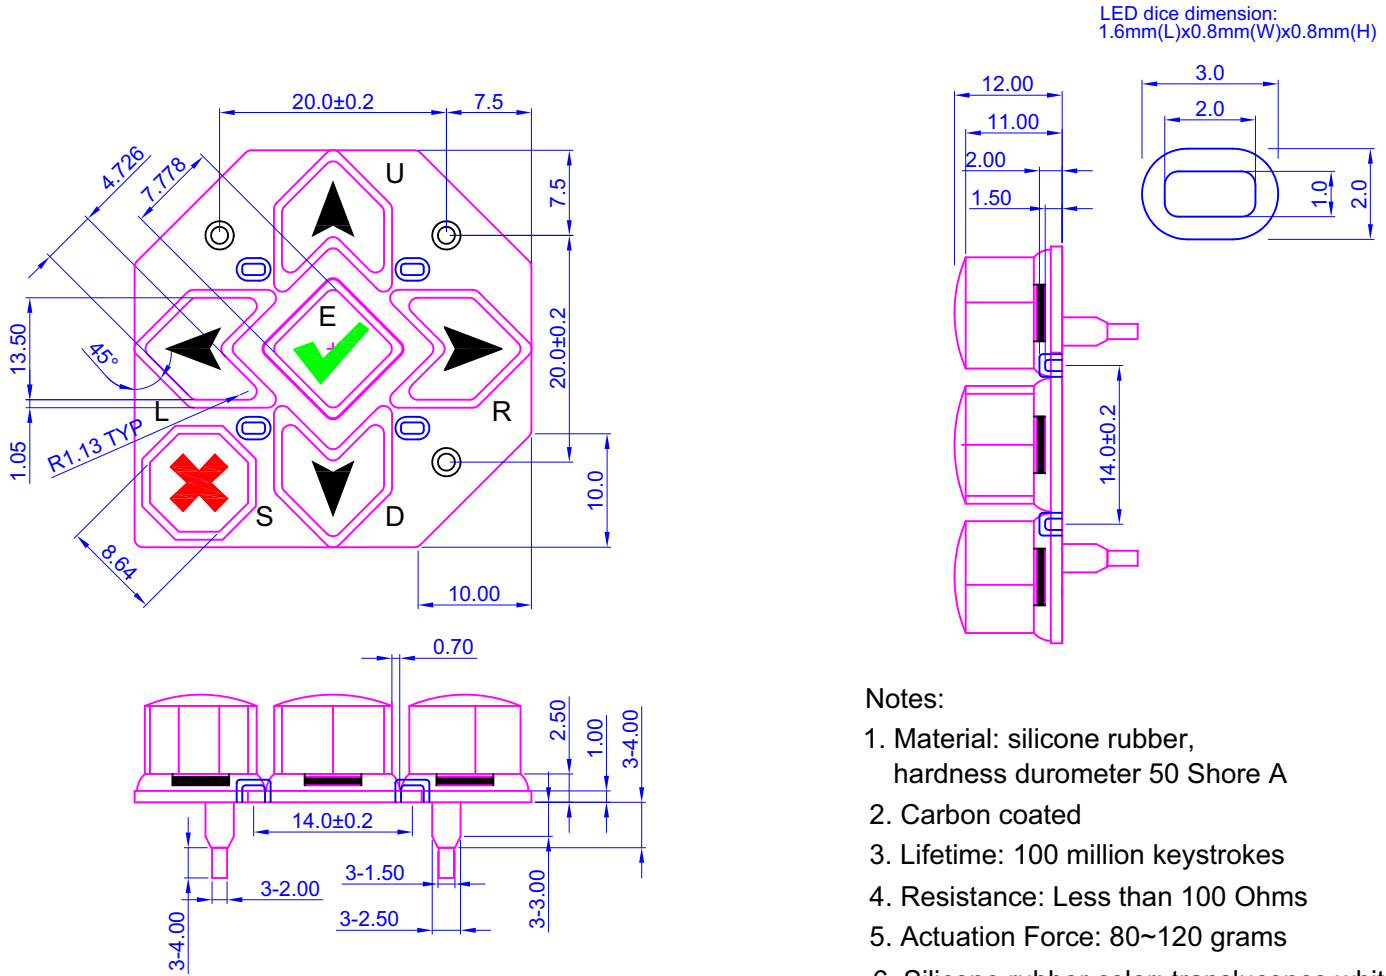 LED dice dimension:
1.6mm(L)x0.8mm(W)x0.8mm(H)
20.0±0.2
7.5
4.726
7.778
U
7.5
E
13.50
45°
20.0±0.2
L
R
1.05
R1.13 TYP
10.0
S
D
8.64
10.00
12.00
11.00
2.00
1.50
3.0
2.0
1.0
2.0
14.0±0.2
0.70
2.50
1.00
3-4.00
14.0±0.2
3-1.50
3-2.00
3-2.50
3-3.00
3-4.00
Notes:
1. Material: silicone rubber,
hardness durometer 50 Shore A
2. Carbon coated
3. Lifetime: 100 million keystrokes
4. Resistance: Less than 100 Ohms
5. Actuation Force: 80~120 grams